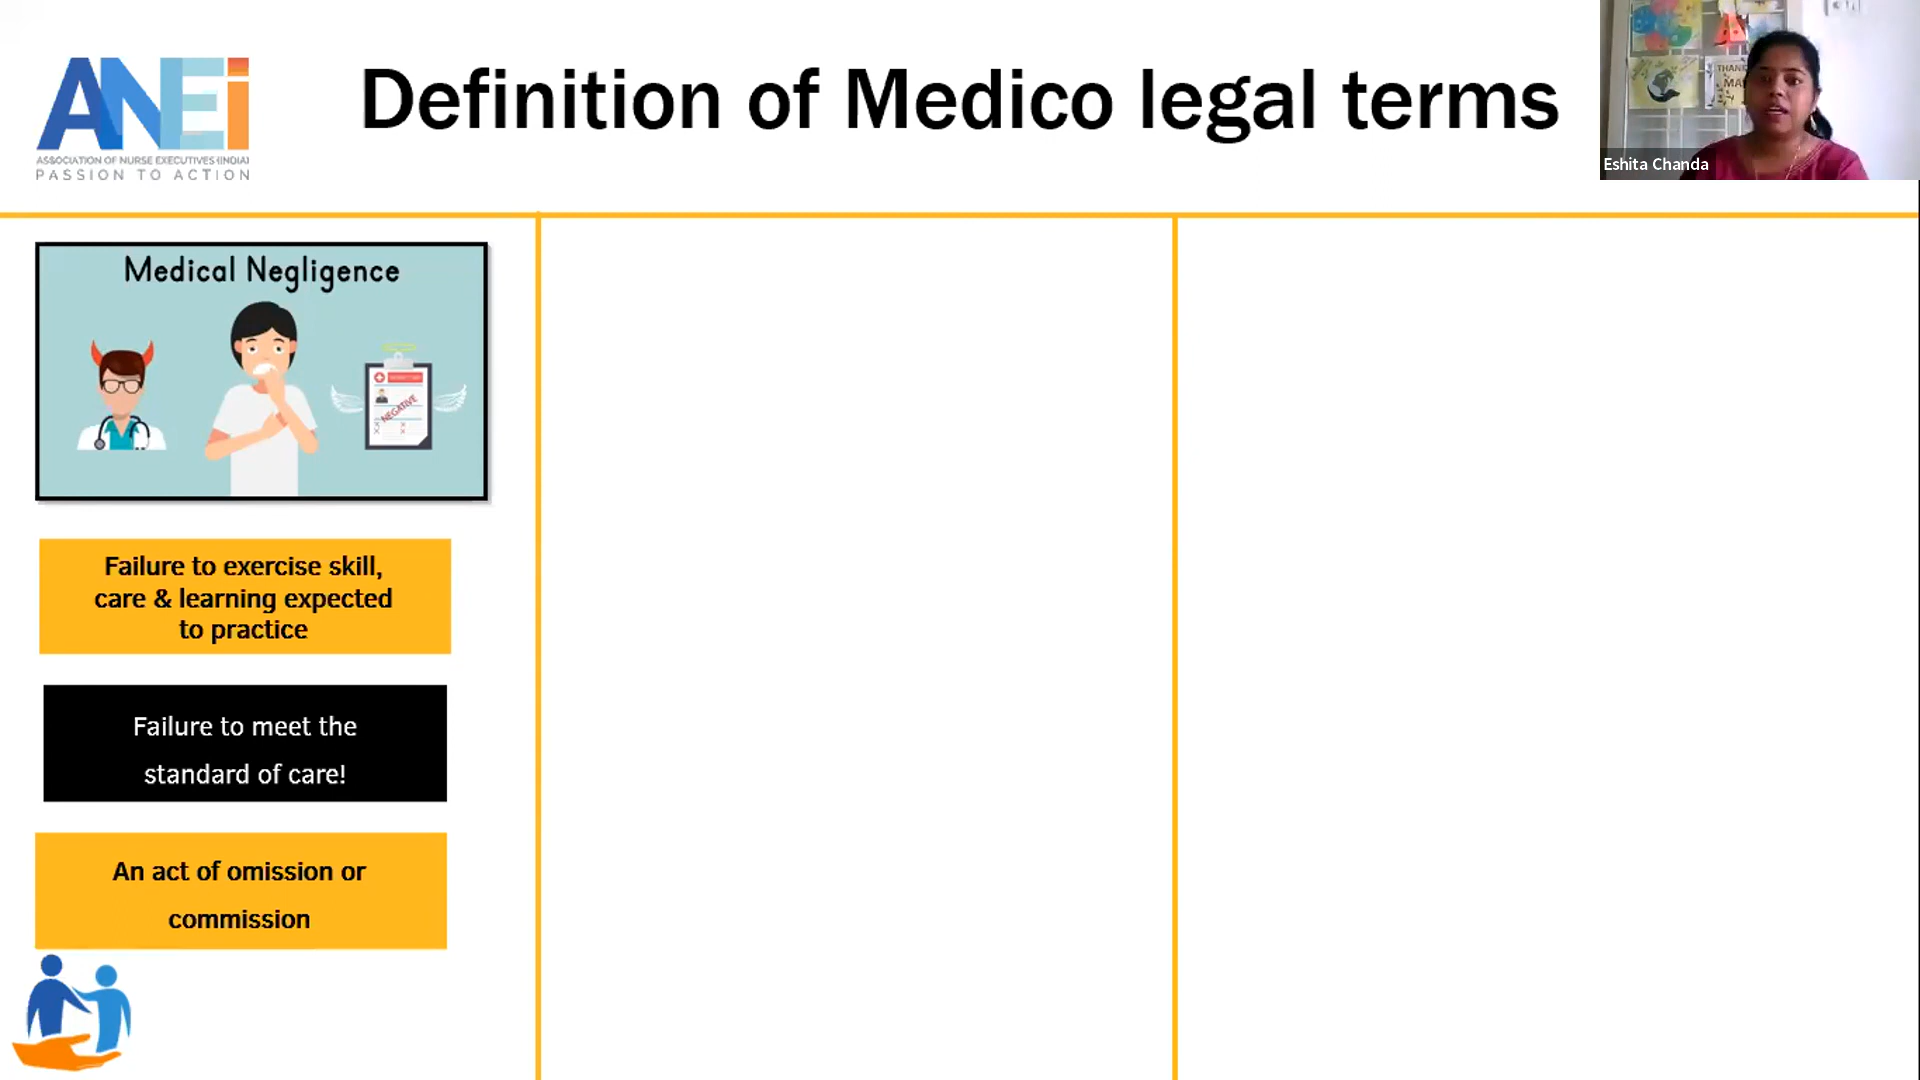 ANEi
ASSOCIATION OF NURSE EXECUTIVES (INDIA)
PASSION TO ACTION
Definition of Medico legal terms
THAN
MA
Eshita Chanda
Medical Negligence
NEGATIVE
Failure to exercise skill,
care & learning expected
to practice
Failure to meet the
standard of care!
An act of omission or
commission